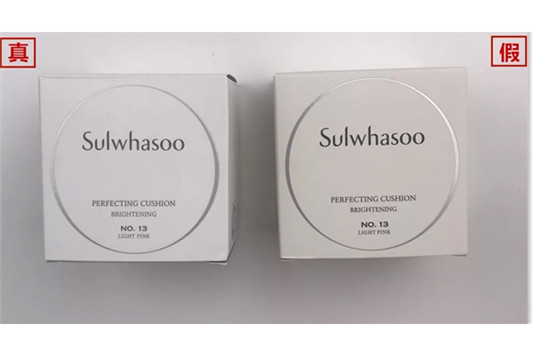 真
假
Sulwhasoo
PERFECTING CUSHION
BRIGHTENING
NO. 13
LIGHT PINK
Sulwhasoo
PERFECTING CUSHION
BRIGHTENING
NO. 13
LIGHT PINK